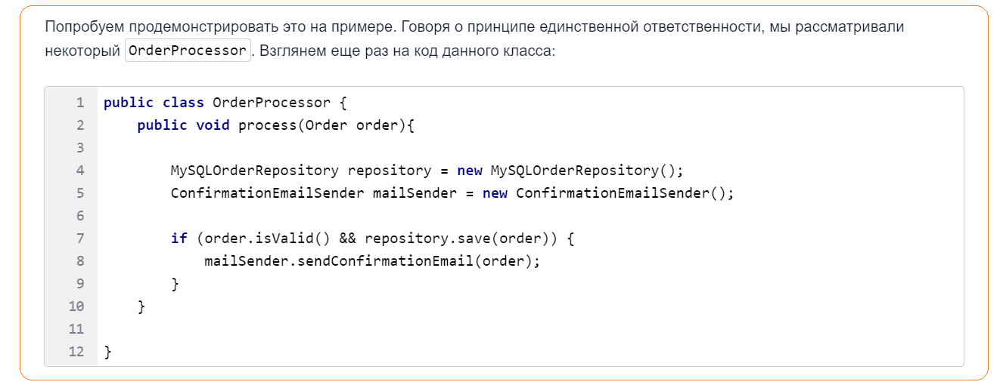 Попробуем продемонстрировать это на примере. Говоря о принципе единственной ответственности, мы рассматривали
некоторый OrderProcessor. Взглянем еще раз на код данного класса:
1 public class OrderProcessor {
2     public void process(Order order){
3
4         MySQLOrderRepository repository = new MySQLOrderRepository();
5         ConfirmationEmailSender mailSender = new ConfirmationEmailSender();
6
7         if (order.isValid() && repository.save(order)) {
8             mailSender.sendConfirmationEmail(order);
9         }
10     }
11
12 }